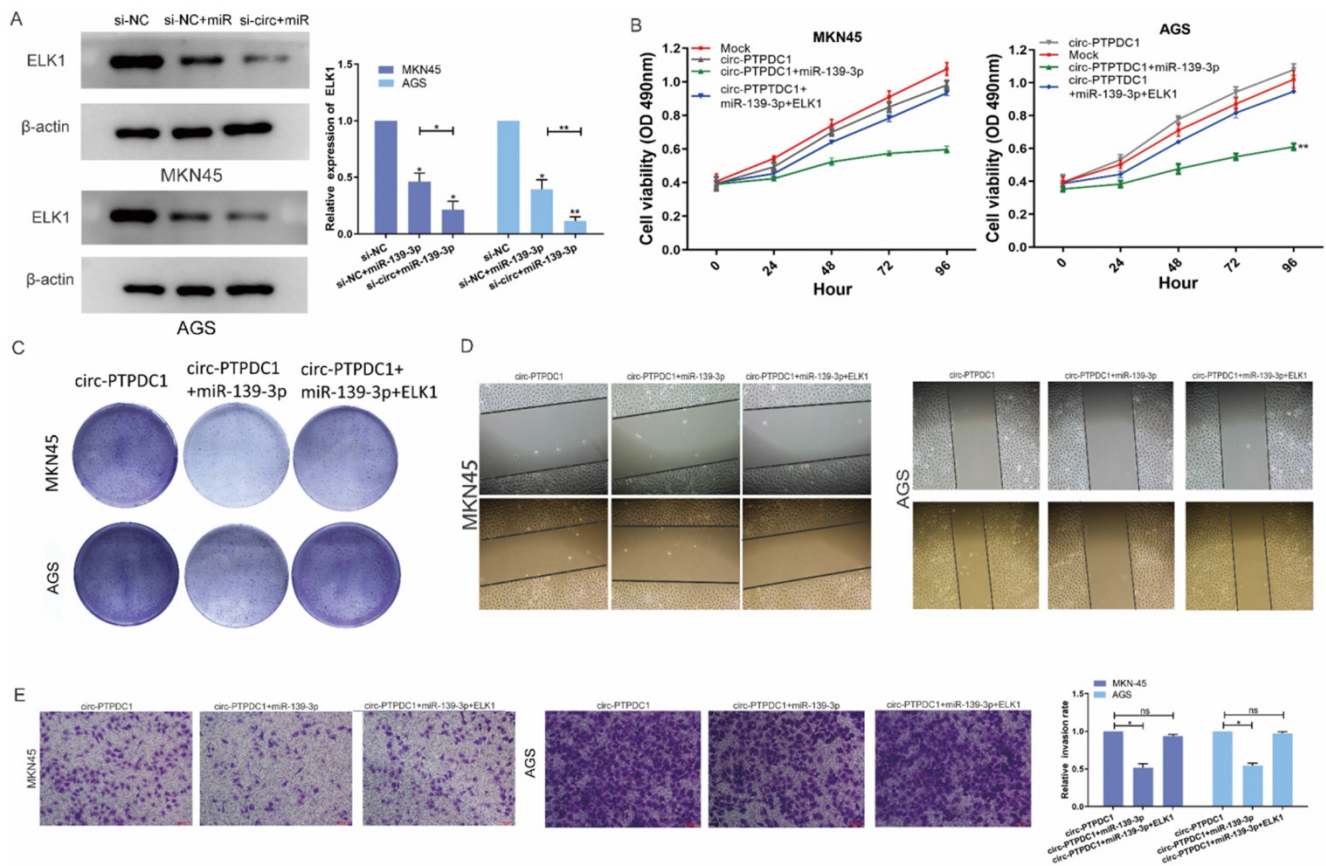 A
si-NC si-NC+miR si-circ+miR
ELK1
β-actin
MKN45
ELK1
β-actin
AGS
Relative expression of ELK1
1.5
1.0
0.5
0.0
MKN45
AGS
*
**
*
*
*
**
si-NC
si-NC+miR-139-3p
si-circ+miR-139-3p
si-NC
si-NC+miR-139-3p
si-circ+miR-139-3p
B
MKN45
Cell viability (OD 490nm)
1.2
1.0
0.8
0.6
0.4
0.2
0.0
Mock
circ-PTPDC1
circ-PTPDC1+miR-139-3p
circ-PTPTDC1+
miR-139-3p+ELK1
0 24 48 72 96
Hour
AGS
Cell viability (OD 490nm)
1.2
1.0
0.8
0.6
0.4
0.2
0.0
circ-PTPDC1
Mock
circ-PTPTDC1+miR-139-3p
circ-PTPTDC1
+miR-139-3p+ELK1
**
0 24 48 72 96
Hour
C
circ-PTPDC1
circ-PTPDC1
+miR-139-3p
circ-PTPDC1+
miR-139-3p+ELK1
MKN45
AGS
D
circ-PTPDC1 circ-PTPDC1+miR-139-3p circ-PTPDC1+miR-139-3p+ELK1
MKN45
circ-PTPDC1 circ-PTPDC1+miR-139-3p circ-PTPDC1+miR-139-3p+ELK1
AGS
E
circ-PTPDC1 circ-PTPDC1+miR-139-3p circ-PTPDC1+miR-139-3p+ELK1
MKN45
circ-PTPDC1 circ-PTPDC1+miR-139-3p circ-PTPDC1+miR-139-3p+ELK1
AGS
Relative invasion rate
1.5
1.0
0.5
0.0
MKN-45
AGS
ns
*
ns
*
circ-PTPDC1
circ-PTPDC1+miR-139-3p
circ-PTPDC1+miR-139-3p+ELK1
circ-PTPDC1
circ-PTPDC1+miR-139-3p
circ-PTPDC1+miR-139-3p+ELK1